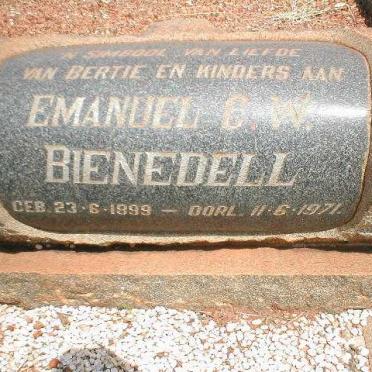 'N SIMBOOL VAN LIEFDE
VAN BERTIE EN KINDERS AAN
EMANUEL C. W.
BIENEDELL
GEB. 23-6-1899 — OORL. 11-6-1971